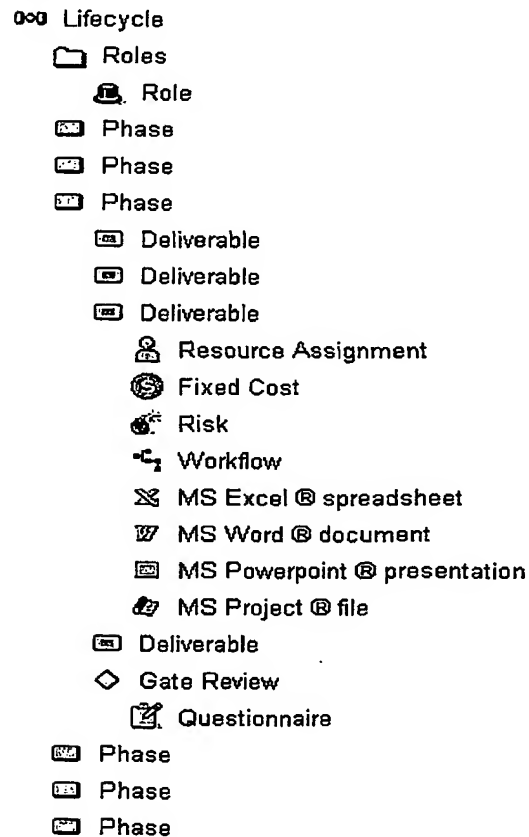 Lifecycle
Roles
Role
Phase
Phase
Phase
Deliverable
Deliverable
Deliverable
Resource Assignment
Fixed Cost
Risk
Workflow
MS Excel ® spreadsheet
MS Word ® document
MS Powerpoint ® presentation
MS Project ® file
Deliverable
Gate Review
Questionnaire
Phase
Phase
Phase